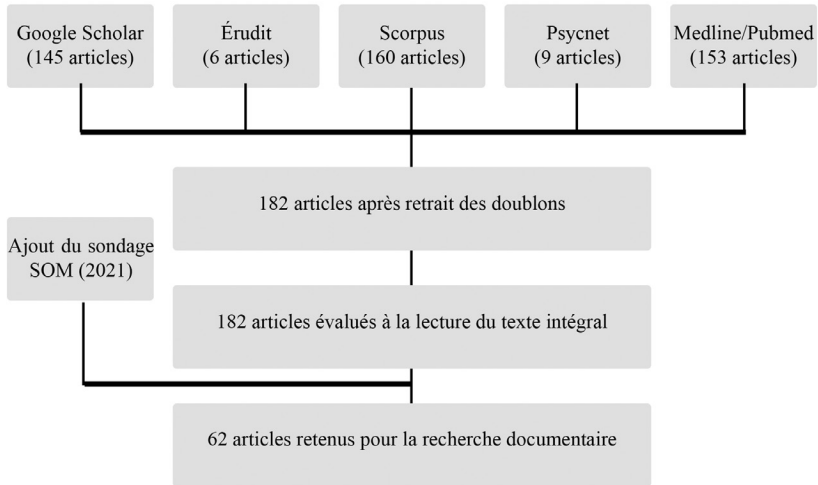 Google Scholar
(145 articles)
Érudit
(6 articles)
Scorpus
(160 articles)
Psycnet
(9 articles)
Medline/Pubmed
(153 articles)
182 articles après retrait des doublons
Ajout du sondage
SOM (2021)
182 articles évalués à la lecture du texte intégral
62 articles retenus pour la recherche documentaire